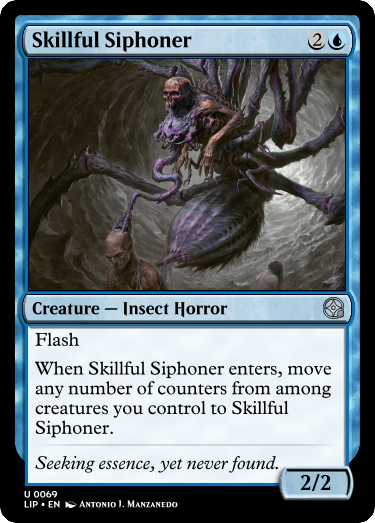 Skillful Siphoner 2
Creature — Insect Horror
Flash
When Skillful Siphoner enters, move
any number of counters from among
creatures you control to Skillful
Siphoner.
Seeking essence, yet never found.
2/2
U 0069
LIP • EN Antonio J. Manzanedo